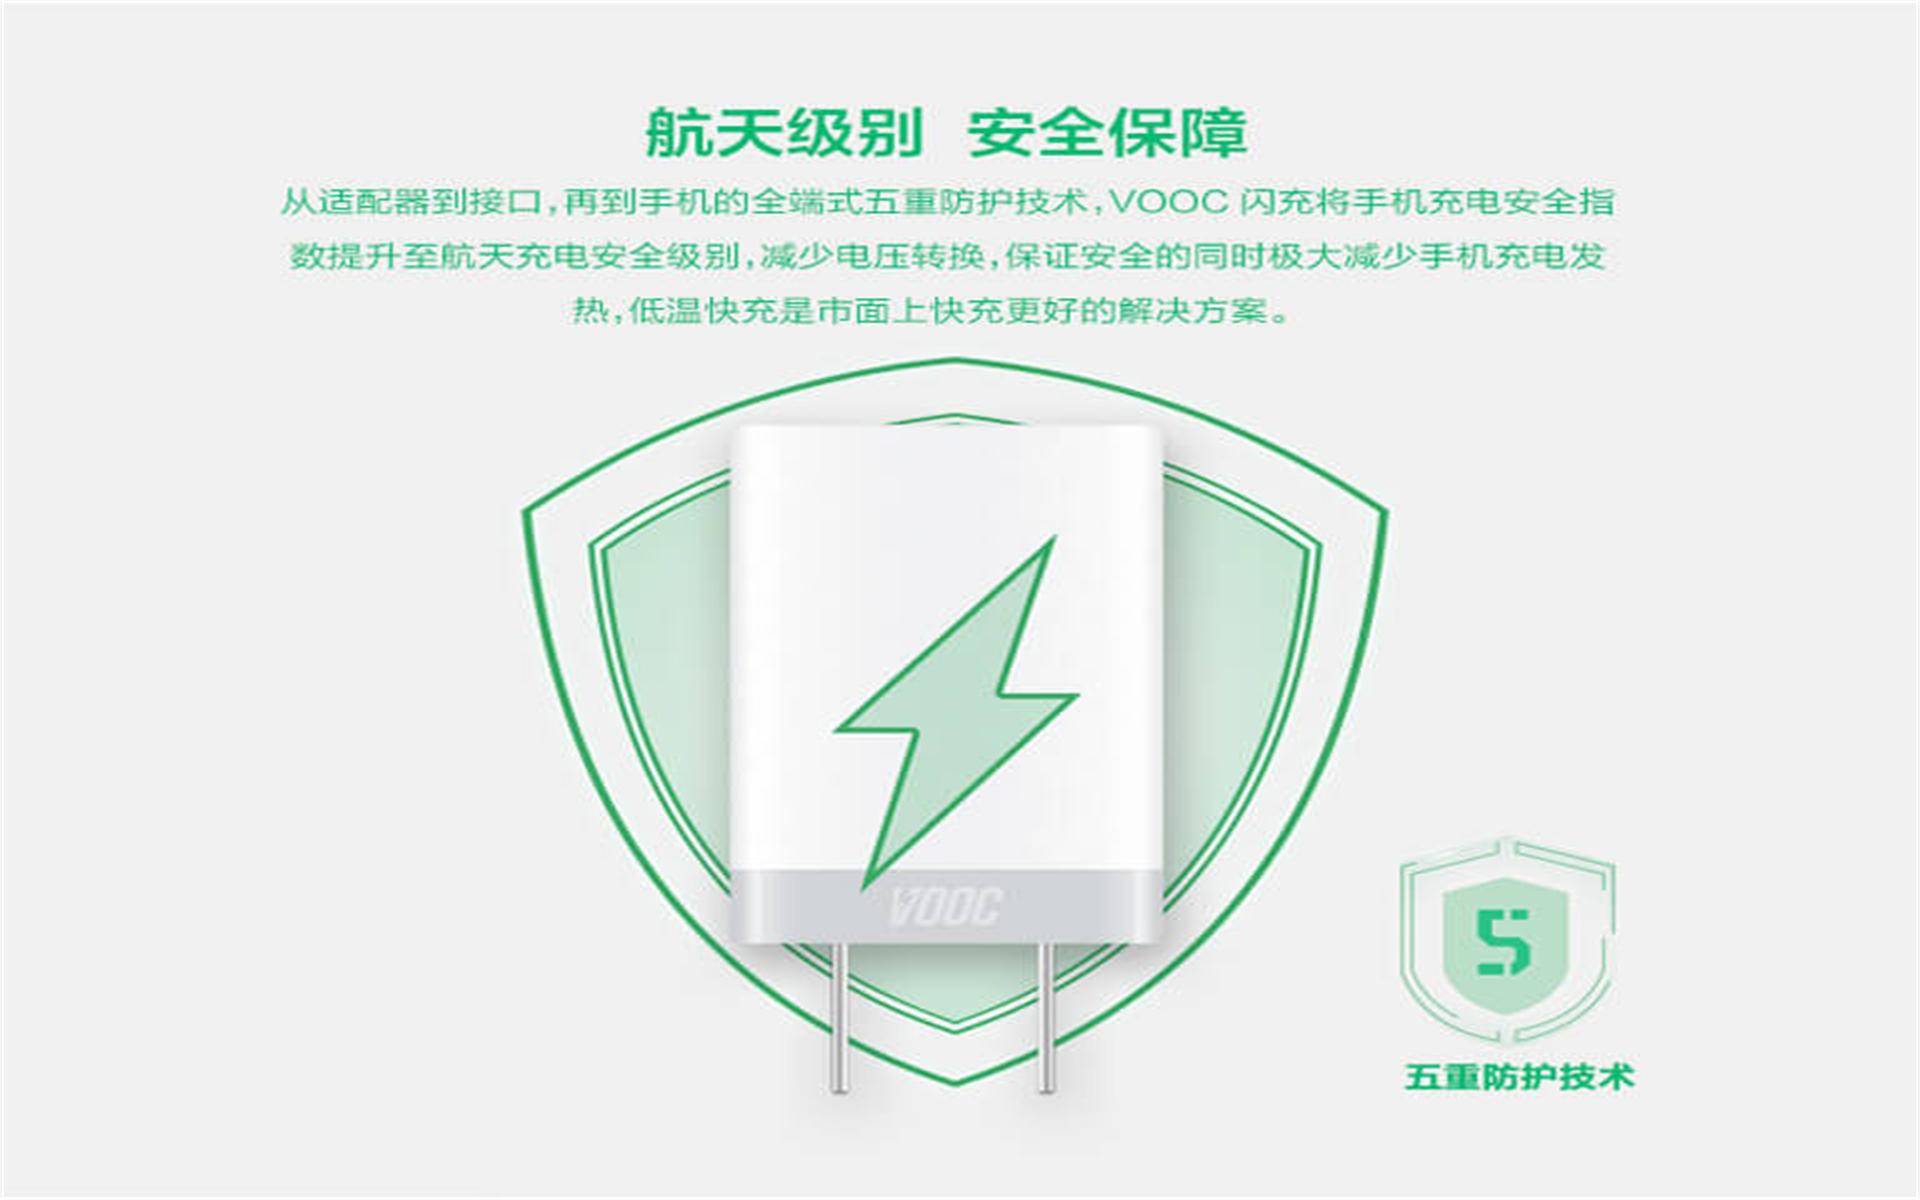 航天级别 安全保障
从适配器到接口,再到手机的全端式五重防护技术,VOOC 闪充将手机充电安全指
数提升至航天充电安全级别,减少电压转换,保证安全的同时极大减少手机充电发
热,低温快充是市面上快充更好的解决方案。
VOOC
5
五重防护技术